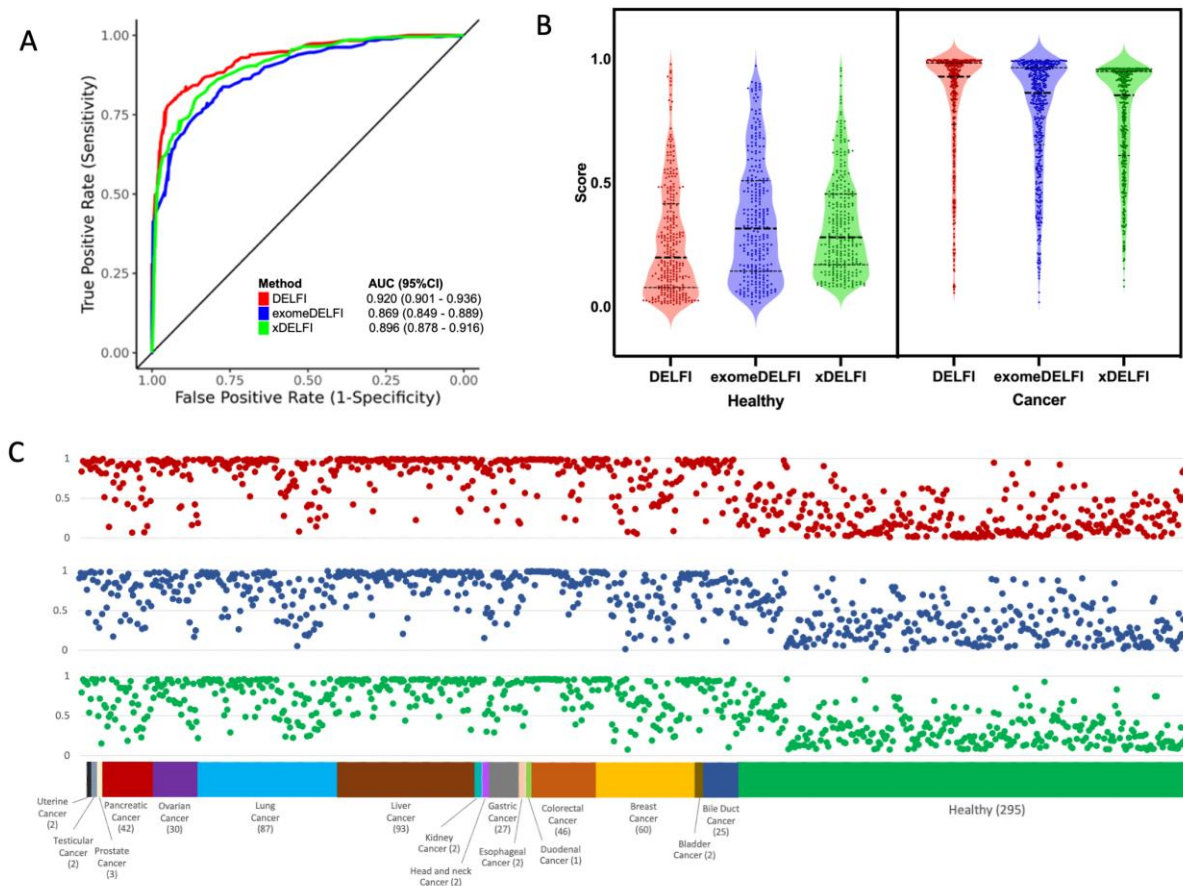 A
1.00
0.75
0.50
0.25
0.00
True Positive Rate (Sensitivity)
Method AUC (95%CI)
DELFI 0.920 (0.901 - 0.936)
exomeDELFI 0.869 (0.849 - 0.889)
xDELFI 0.896 (0.878 - 0.916)
1.00 0.75 0.50 0.25 0.00
False Positive Rate (1-Specificity)
B
1.0
0.5
0.0
Score
DELFI exomeDELFI xDELFI DELFI exomeDELFI xDELFI
Healthy Cancer
C
1
0.5
0
1
0.5
0
1
0.5
0
Uterine
Cancer
(2)
Testicular
Cancer (2)
Prostate
Cancer
(3)
Pancreatic
Cancer
(42)
Ovarian
Cancer
(30)
Lung
Cancer
(87)
Liver
Cancer
(93)
Kidney
Cancer (2)
Head and neck
Cancer (2)
Gastric
Cancer
(27)
Esophageal
Cancer (2)
Duodenal
Cancer (1)
Colorectal
Cancer
(46)
Breast
Cancer
(60)
Bladder
Cancer (2)
Bile Duct
Cancer
(25)
Healthy (295)